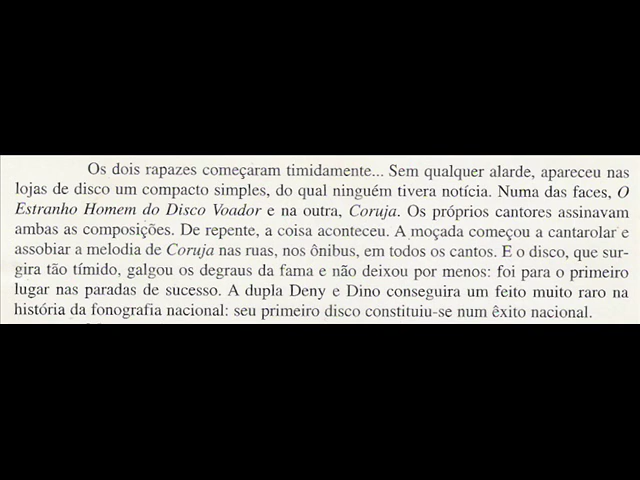 Os dois rapazes começaram timidamente... Sem qualquer alarde, apareceu nas
lojas de disco um compacto simples, do qual ninguém tivera notícia. Numa das faces, O
Estranho Homem do Disco Voador e na outra, Coruja. Os próprios cantores assinavam
ambas as composições. De repente, a coisa aconteceu. A moçada começou a cantarolar e
assobiar a melodia de Coruja nas ruas, nos ônibus, em todos os cantos. E o disco, que sur-
gira tão tímido, galgou os degraus da fama e não deixou por menos: foi para o primeiro
lugar nas paradas de sucesso. A dupla Deny e Dino conseguira um feito muito raro na
história da fonografia nacional: seu primeiro disco constituiu-se num êxito nacional.